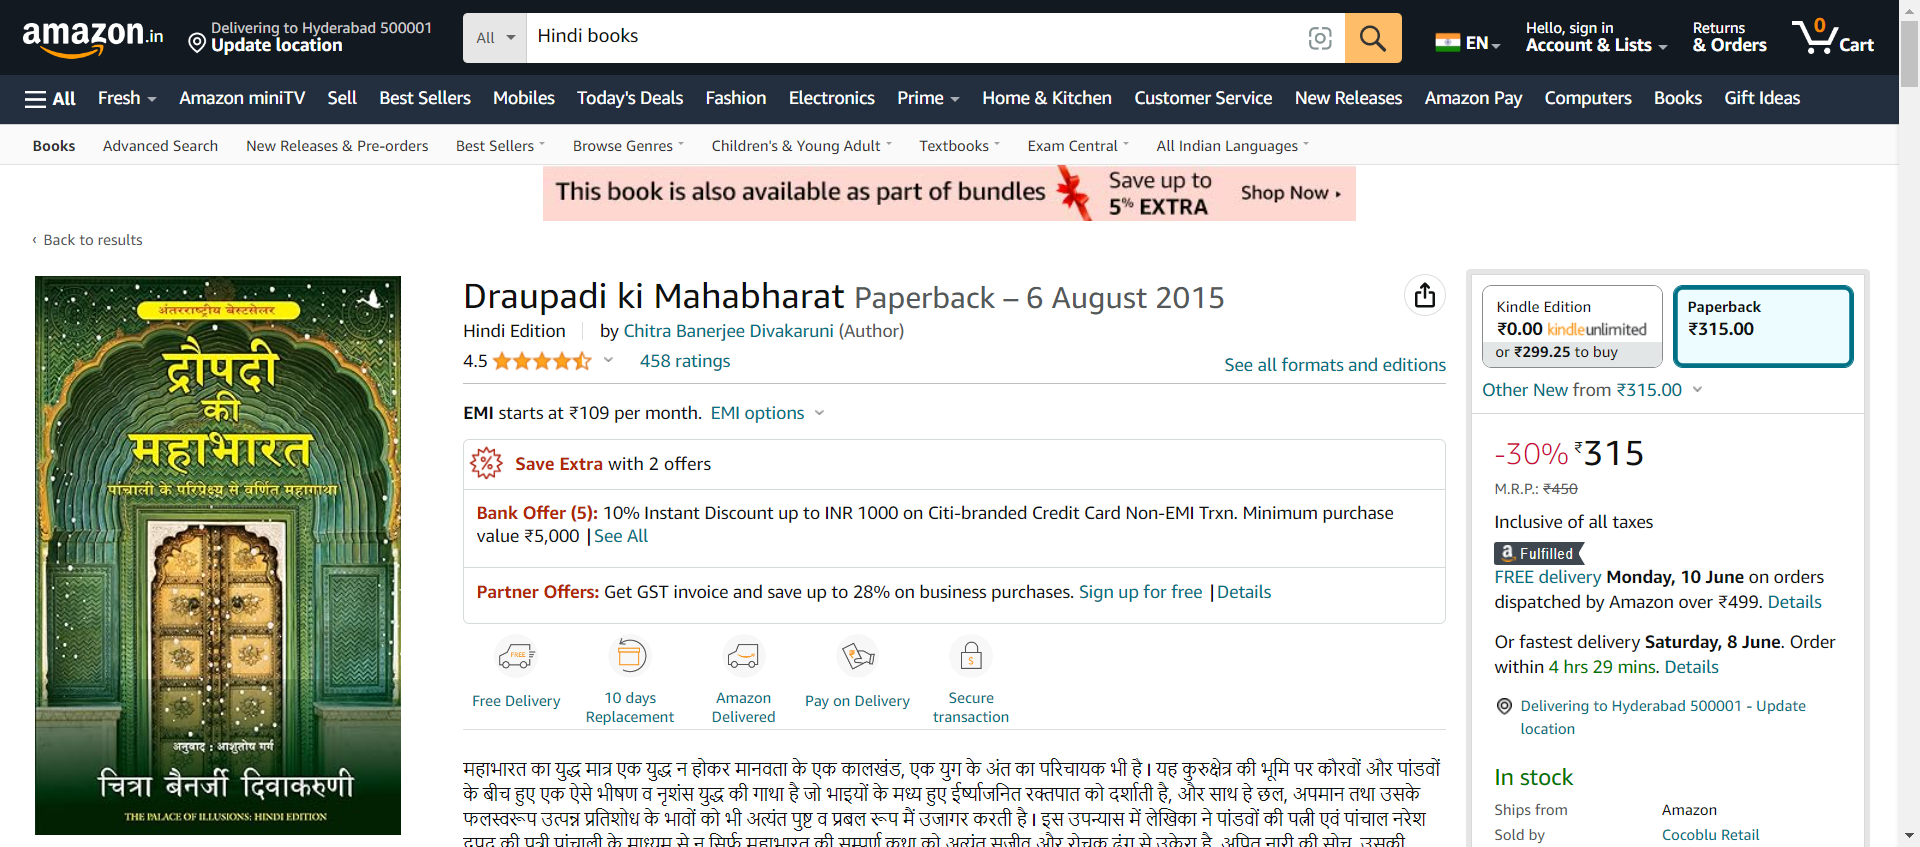 amazon.in
Delivering to Hyderabad 500001
Update location
All
Hindi books
EN
Hello, sign in
Account & Lists
Returns
& Orders
0
Cart
All
Fresh
Amazon miniTV
Sell
Best Sellers
Mobiles
Today's Deals
Fashion
Electronics
Prime
Home & Kitchen
Customer Service
New Releases
Amazon Pay
Computers
Books
Gift Ideas
Books
Advanced Search
New Releases & Pre-orders
Best Sellers
Browse Genres
Children's & Young Adult
Textbooks
Exam Central
All Indian Languages
This book is also available as part of bundles
Save up to
5% EXTRA
Shop Now ▸
‹ Back to results
अंतरराष्ट्रीय बेस्टसेलर
द्रौपदी
की
महाभारत
पांचाली के परिप्रेक्ष्य से वर्णित महागाथा
अनुवाद : आशुतोष गर्ग
चित्रा बैनर्जी दिवाकरुणी
THE PALACE OF ILLUSIONS: HINDI EDITION
Draupadi ki Mahabharat Paperback – 6 August 2015
Hindi Edition
by Chitra Banerjee Divakaruni (Author)
4.5
458 ratings
See all formats and editions
EMI starts at ₹109 per month. EMI options
Save Extra with 2 offers
Bank Offer (5): 10% Instant Discount up to INR 1000 on Citi-branded Credit Card Non-EMI Trxn. Minimum purchase
value ₹5,000 | See All
Partner Offers: Get GST invoice and save up to 28% on business purchases. Sign up for free | Details
FREE
Free Delivery
10 days
Replacement
Amazon
Delivered
Pay on Delivery
Secure
transaction
महाभारत का युद्ध मात्र एक युद्ध न होकर मानवता के एक कालखंड, एक युग के अंत का परिचायक भी है। यह कुरुक्षेत्र की भूमि पर कौरवों और पांडवों
के बीच हुए एक ऐसे भीषण व नृशंस युद्ध की गाथा है जो भाइयों के मध्य हुए ईर्ष्याजनित रक्तपात को दर्शाती है, और साथ हे छल, अपमान तथा उसके
फलस्वरूप उत्पन्न प्रतिशोध के भावों को भी अत्यंत पुष्ट व प्रबल रूप मैं उजागर करती है। इस उपन्यास में लेखिका ने पांडवों की पत्नी एवं पांचाल नरेश
द्रुपद की पुत्री पांचाली के माध्यम से न सिर्फ महाभारत की सम्पूर्ण कथा को अत्यंत सजीव और रोचक ढंग से उकेरा है, अपितु नारी की सोच, उसकी
Kindle Edition
₹0.00 kindleunlimited
or ₹299.25 to buy
Paperback
₹315.00
Other New from ₹315.00
-30% ₹315
M.R.P.: ₹450
Inclusive of all taxes
a Fulfilled
FREE delivery Monday, 10 June on orders
dispatched by Amazon over ₹499. Details
Or fastest delivery Saturday, 8 June. Order
within 4 hrs 29 mins. Details
Delivering to Hyderabad 500001 - Update
location
In stock
Ships from
Amazon
Sold by
Cocoblu Retail